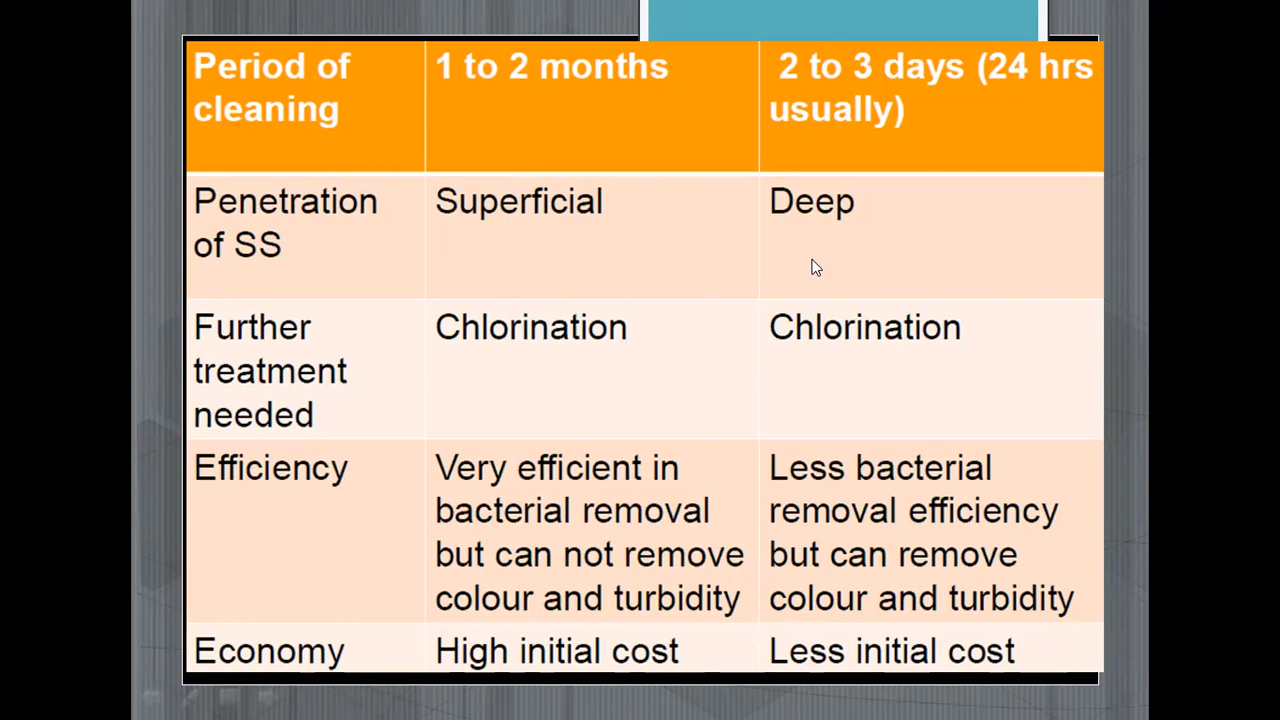 Period of cleaning
1 to 2 months
2 to 3 days (24 hrs usually)
Penetration of SS
Superficial
Deep
Further treatment needed
Chlorination
Chlorination
Efficiency
Very efficient in bacterial removal but can not remove colour and turbidity
Less bacterial removal efficiency but can remove colour and turbidity
Economy
High initial cost
Less initial cost